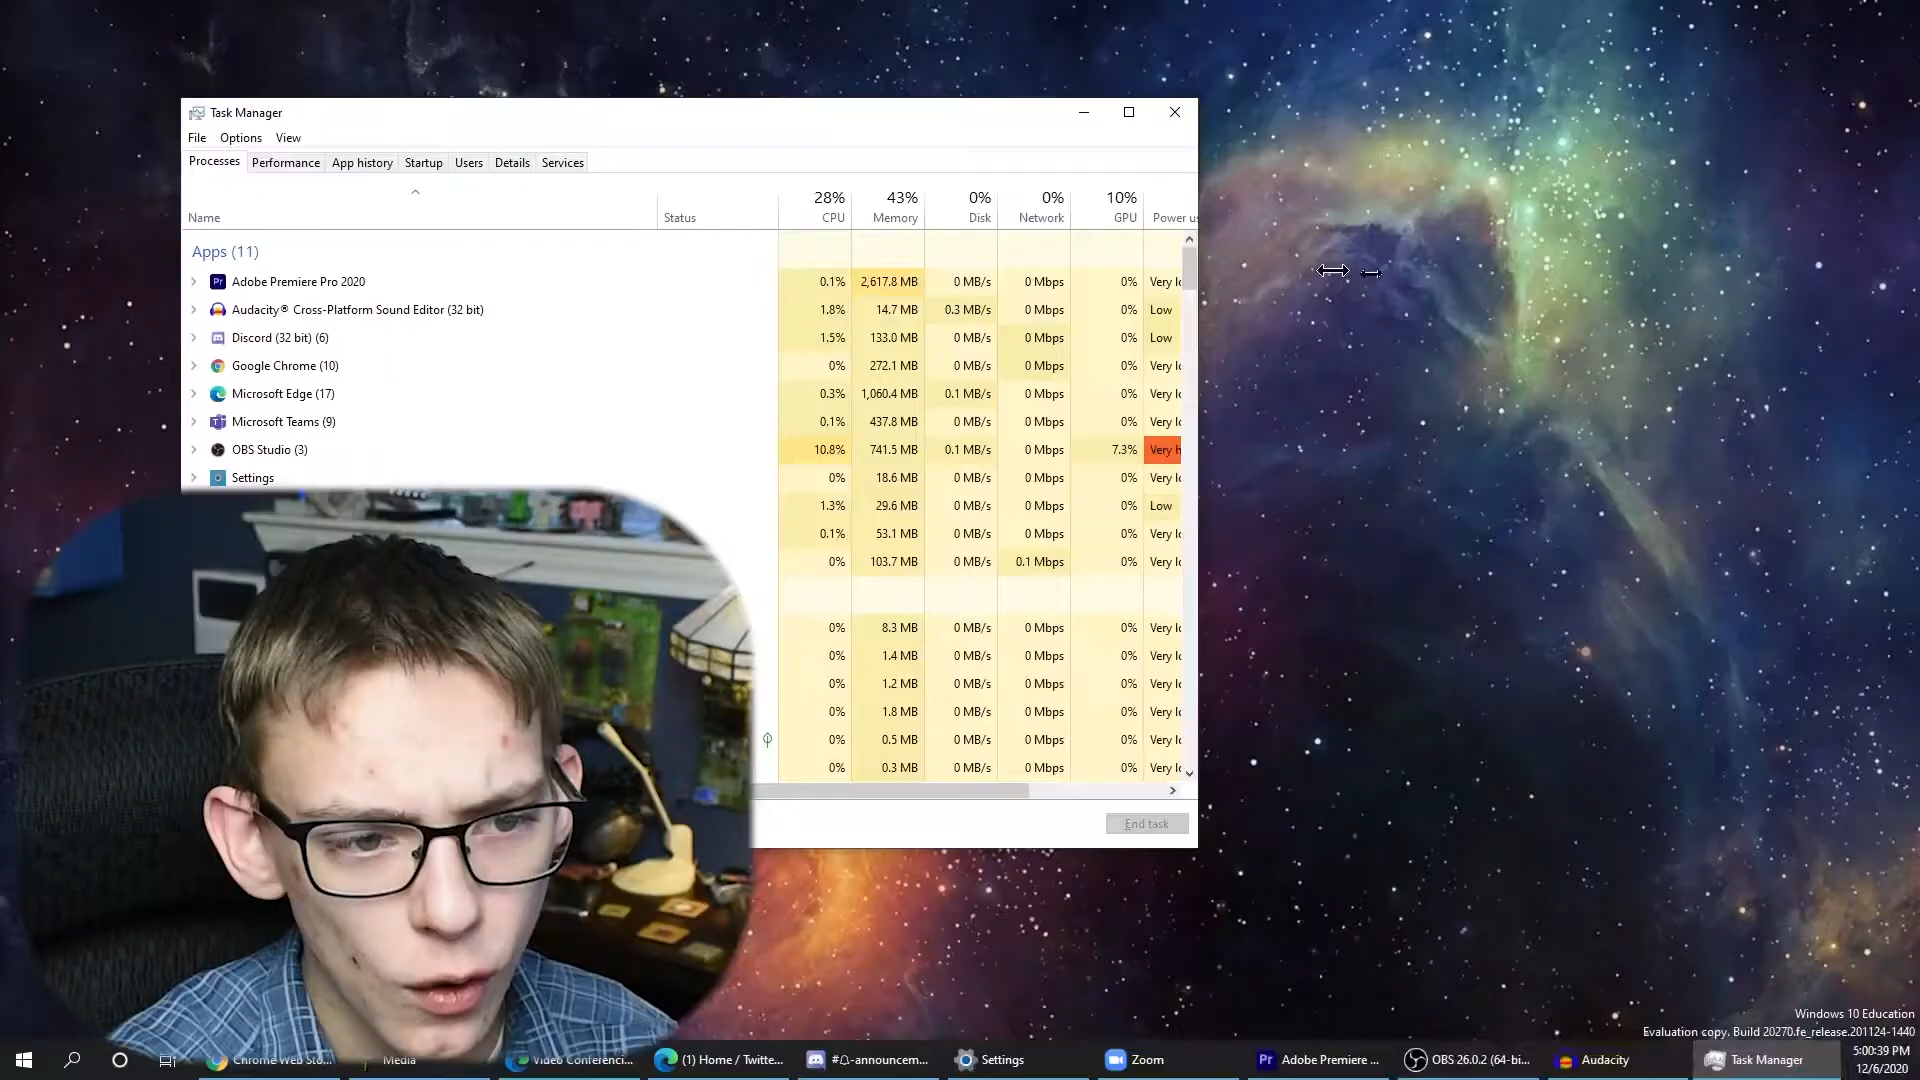 Task Manager
File Options View
Processes Performance App history Startup Users Details Services
28% 43% 0% 0% 10%
Name Status CPU Memory Disk Network GPU Power us
Apps (11)
Adobe Premiere Pro 2020 0.1% 2,617.8 MB 0 MB/s 0 Mbps 0% Very lo
Audacity® Cross-Platform Sound Editor (32 bit) 1.8% 14.7 MB 0.3 MB/s 0 Mbps 0% Low
Discord (32 bit) (6) 1.5% 133.0 MB 0 MB/s 0 Mbps 0% Low
Google Chrome (10) 0% 272.1 MB 0 MB/s 0 Mbps 0% Very lo
Microsoft Edge (17) 0.3% 1,060.4 MB 0.1 MB/s 0 Mbps 0% Very lo
Microsoft Teams (9) 0.1% 437.8 MB 0 MB/s 0 Mbps 0% Very lo
OBS Studio (3) 10.8% 741.5 MB 0.1 MB/s 0 Mbps 7.3% Very h
Settings 0% 18.6 MB 0 MB/s 0 Mbps 0% Very lo
1.3% 29.6 MB 0 MB/s 0 Mbps 0% Low
0.1% 53.1 MB 0 MB/s 0 Mbps 0% Very lo
0% 103.7 MB 0 MB/s 0.1 Mbps 0% Very lo
0% 8.3 MB 0 MB/s 0 Mbps 0% Very lo
0% 1.4 MB 0 MB/s 0 Mbps 0% Very lo
0% 1.2 MB 0 MB/s 0 Mbps 0% Very lo
0% 1.8 MB 0 MB/s 0 Mbps 0% Very lo
0% 0.5 MB 0 MB/s 0 Mbps 0% Very lo
0% 0.3 MB 0 MB/s 0 Mbps 0% Very lo
End task
Windows 10 Education
Evaluation copy. Build 20270.fe_release.201124-1440
Chrome Web Sto... Media Video Conferenci... (1) Home / Twitte... #🔔-announcem... Settings Zoom Adobe Premiere ... OBS 26.0.2 (64-bi... Audacity Task Manager 5:00:39 PM
12/6/2020